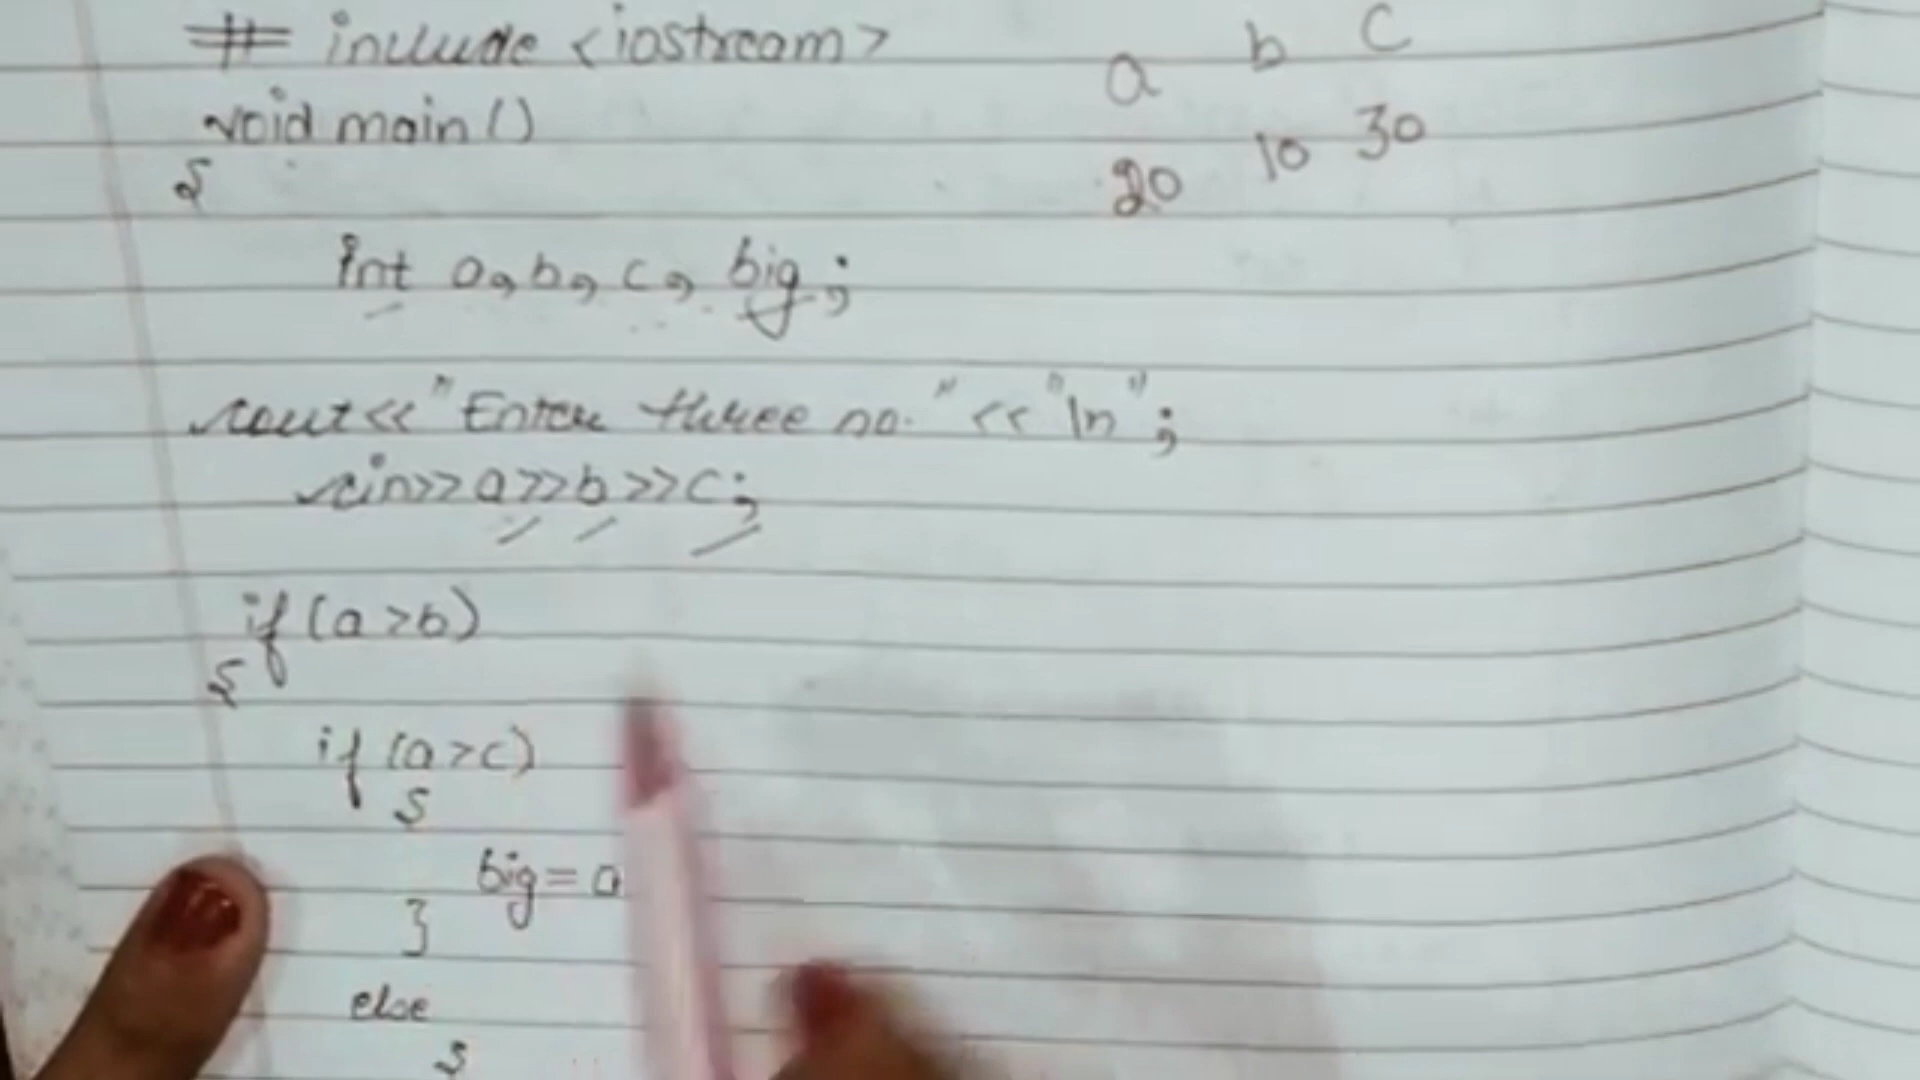 # include <iostream>
a b c
void main()
20 10 30
{
int a, b, c, big;
cout<<"Enter three no."<<"\n";
cin>>a>>b>>c;
if(a>b)
{
if(a>c)
{
big=a
}
else
{